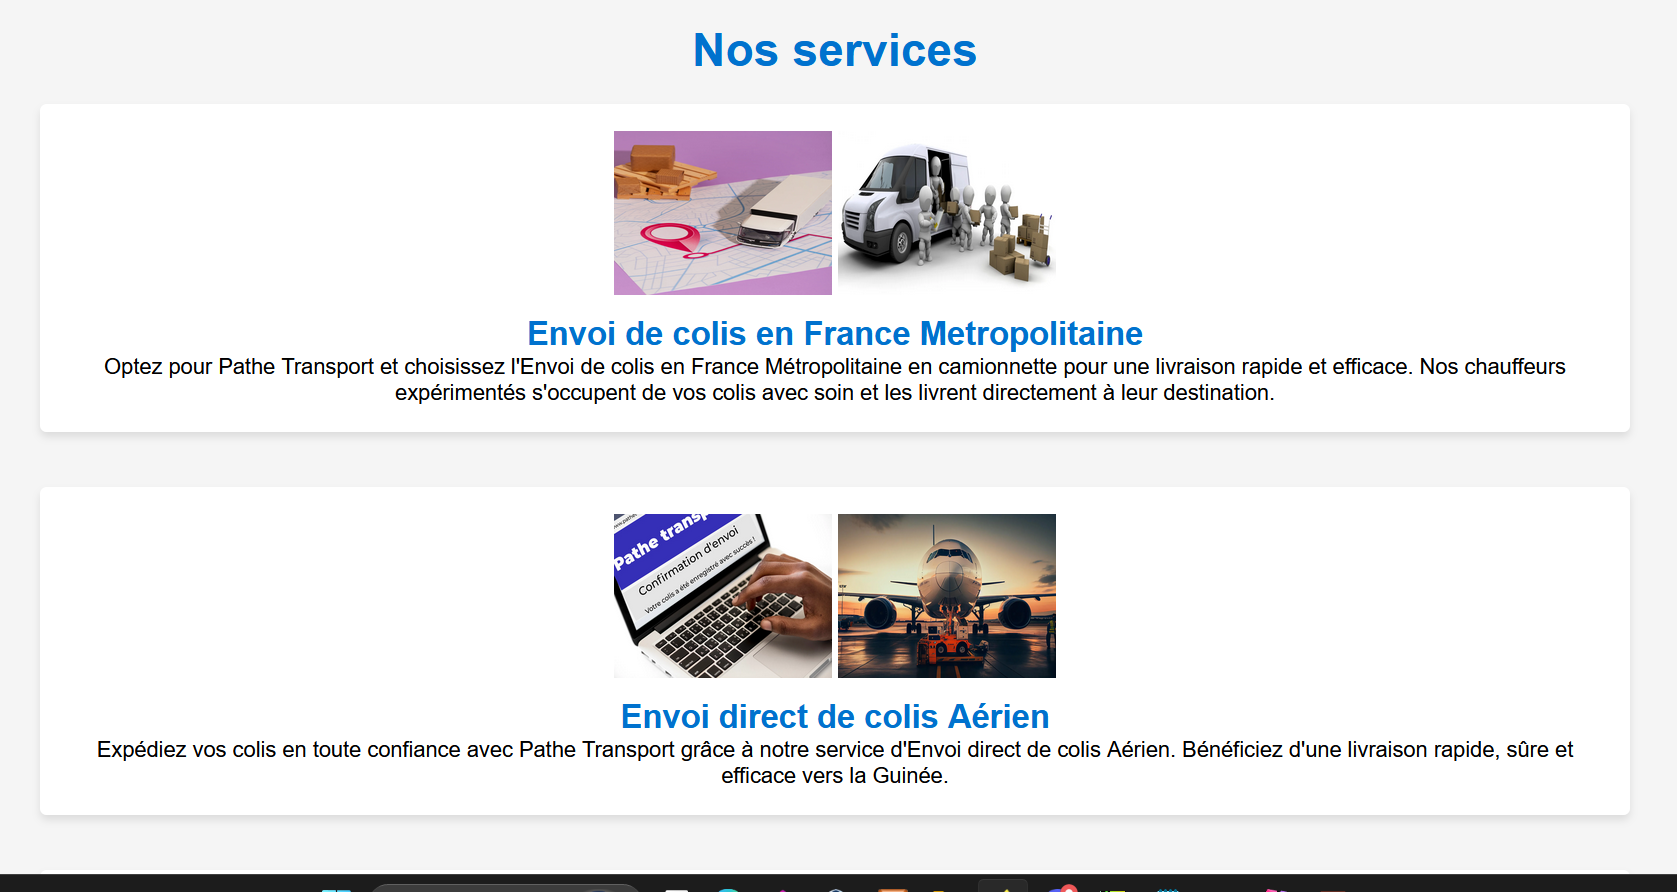 Nos services
Envoi de colis en France Metropolitaine
Optez pour Pathe Transport et choisissez l'Envoi de colis en France Métropolitaine en camionnette pour une livraison rapide et efficace. Nos chauffeurs
expérimentés s'occupent de vos colis avec soin et les livrent directement à leur destination.
Pathe transp
Confirmation d'envoi
Votre colis a été enregistré avec succès !
Envoi direct de colis Aérien
Expédiez vos colis en toute confiance avec Pathe Transport grâce à notre service d'Envoi direct de colis Aérien. Bénéficiez d'une livraison rapide, sûre et
efficace vers la Guinée.